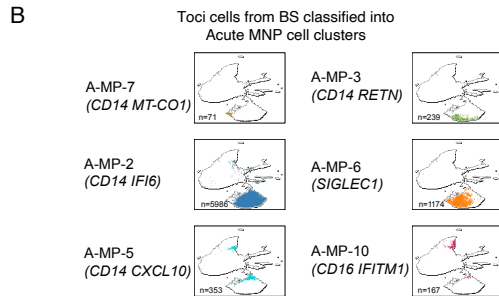 B
Toci cells from BS classified into
Acute MNP cell clusters
A-MP-7
(CD14 MT-CO1)
n=71
A-MP-3
(CD14 RETN)
n=239
A-MP-2
(CD14 IFI6)
n=5986
A-MP-6
(SIGLEC1)
n=1174
A-MP-5
(CD14 CXCL10)
n=353
A-MP-10
(CD16 IFITM1)
n=167